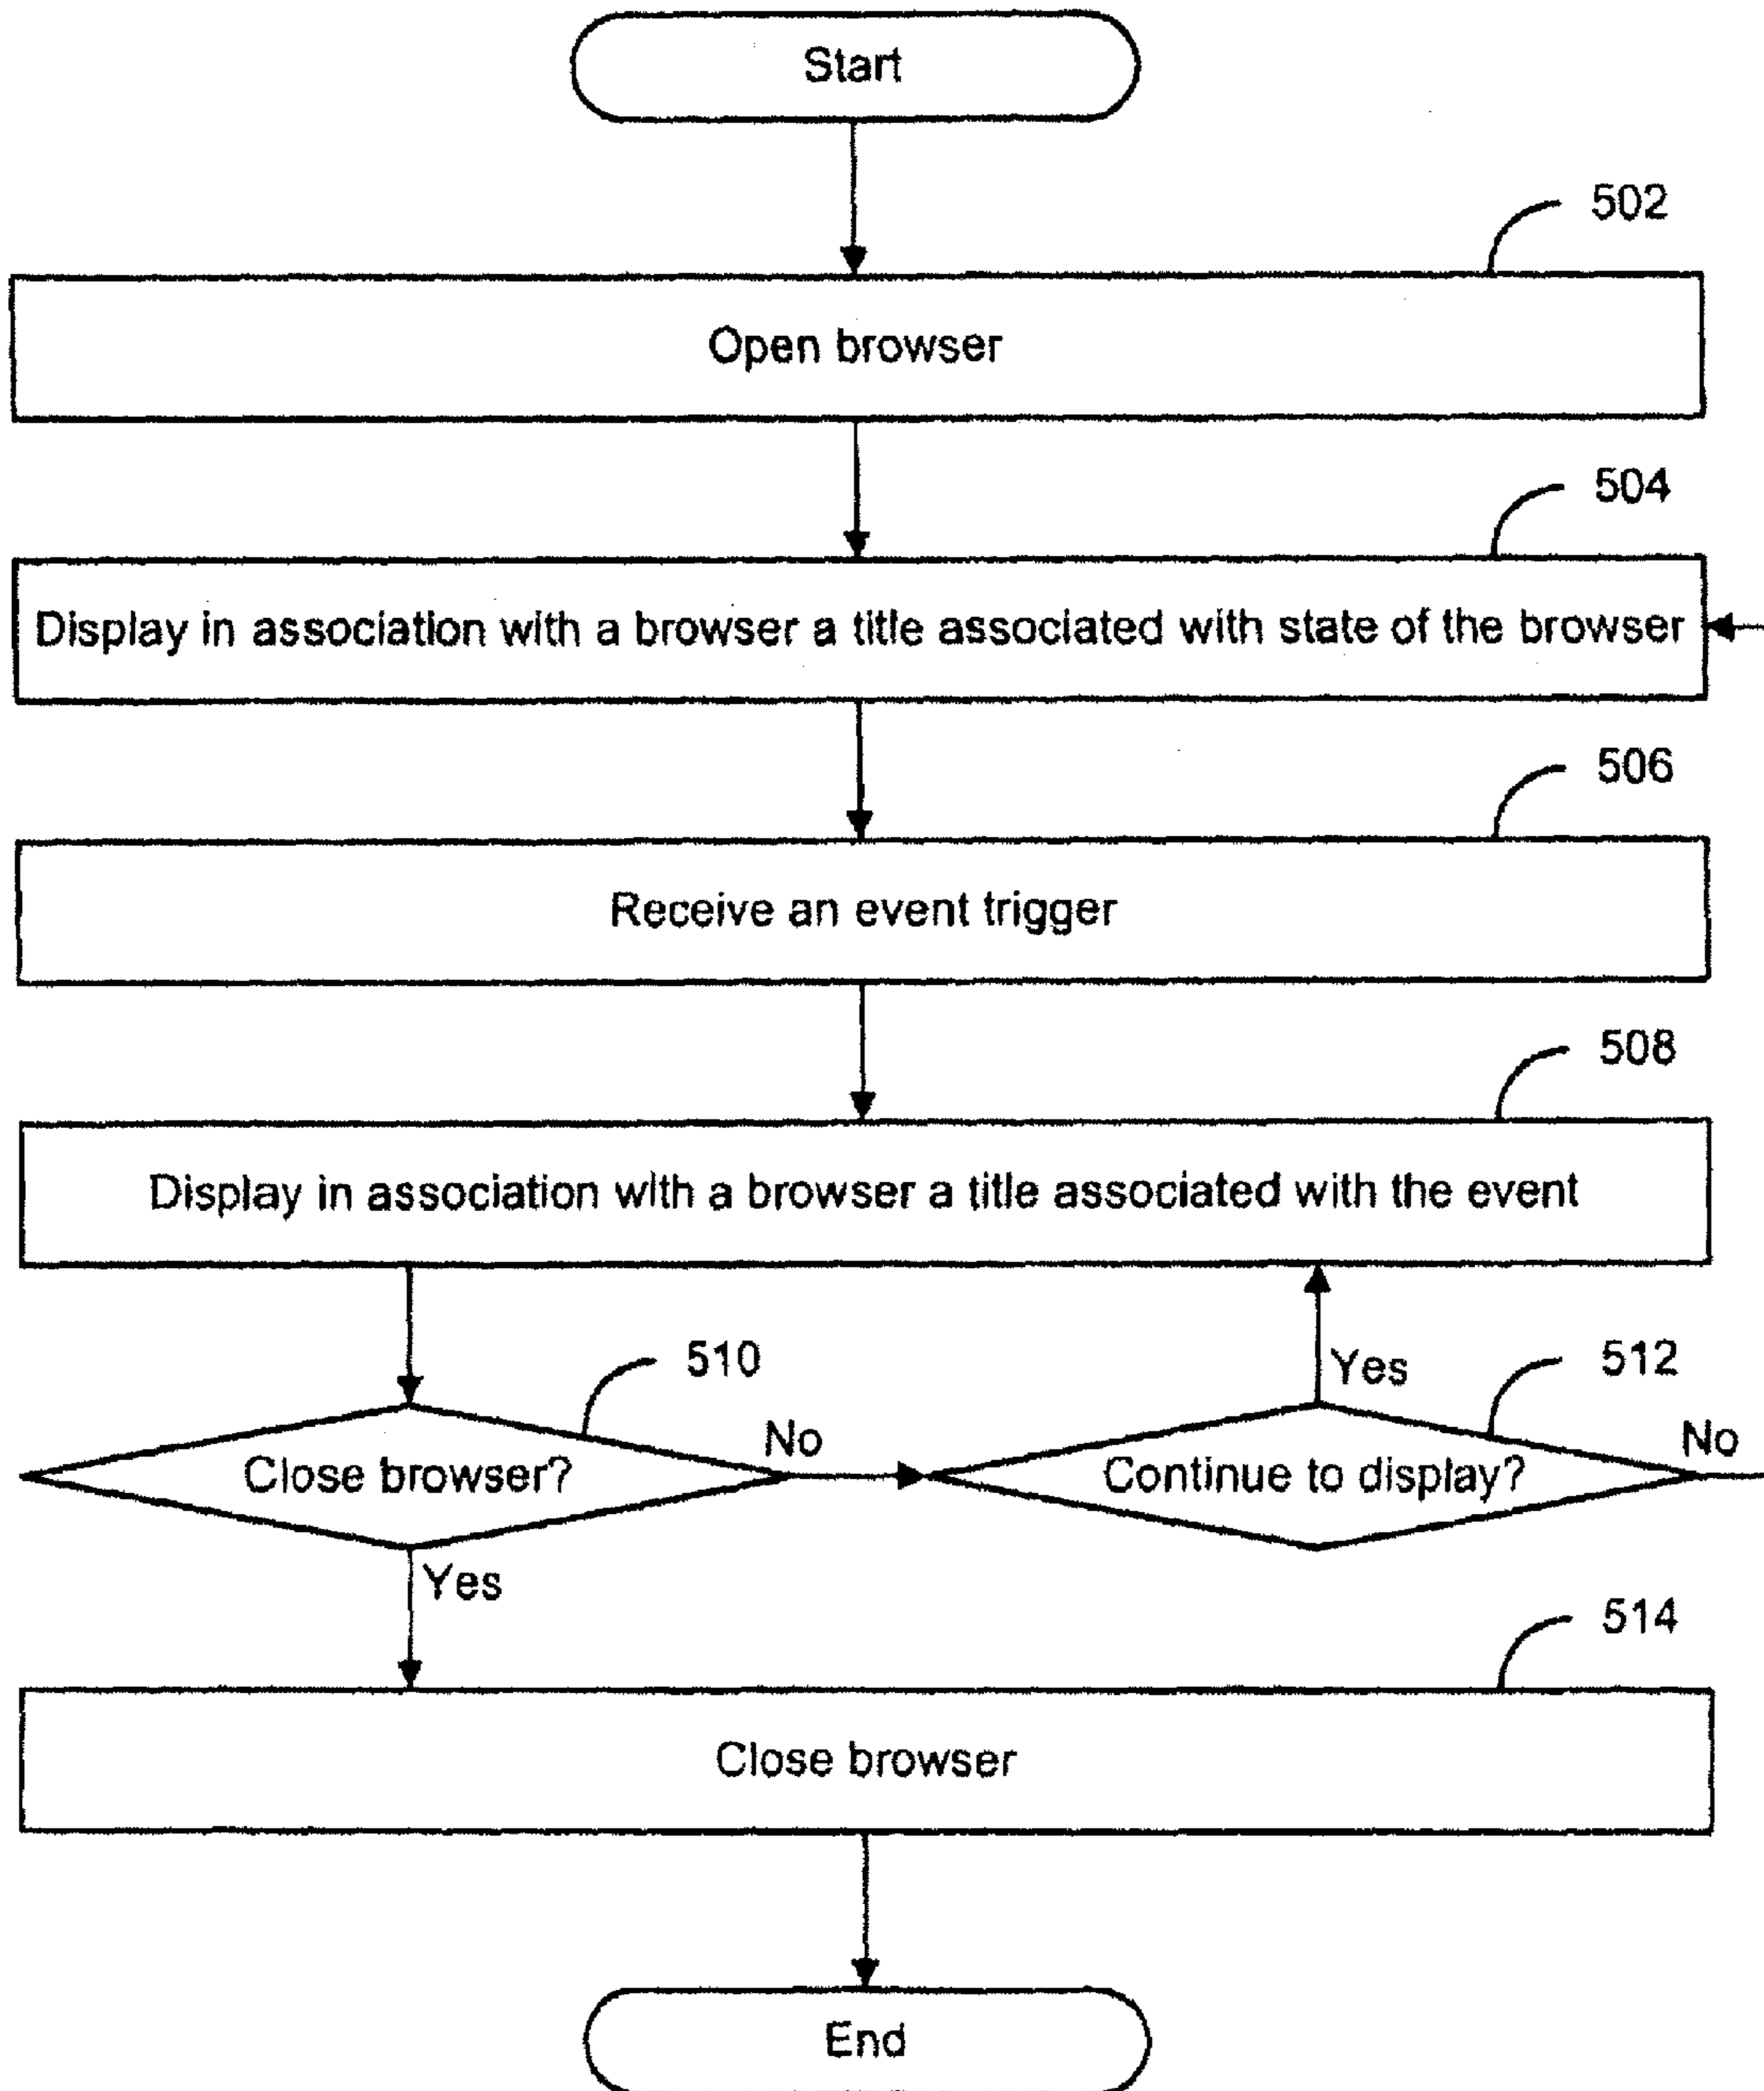 Start
502
Open browser
504
Display in association with a browser a title associated with state of the browser
506
Receive an event trigger
508
Display in association with a browser a title associated with the event
510
Yes
512
Close browser?
No
Continue to display?
No
Yes
514
Close browser
End